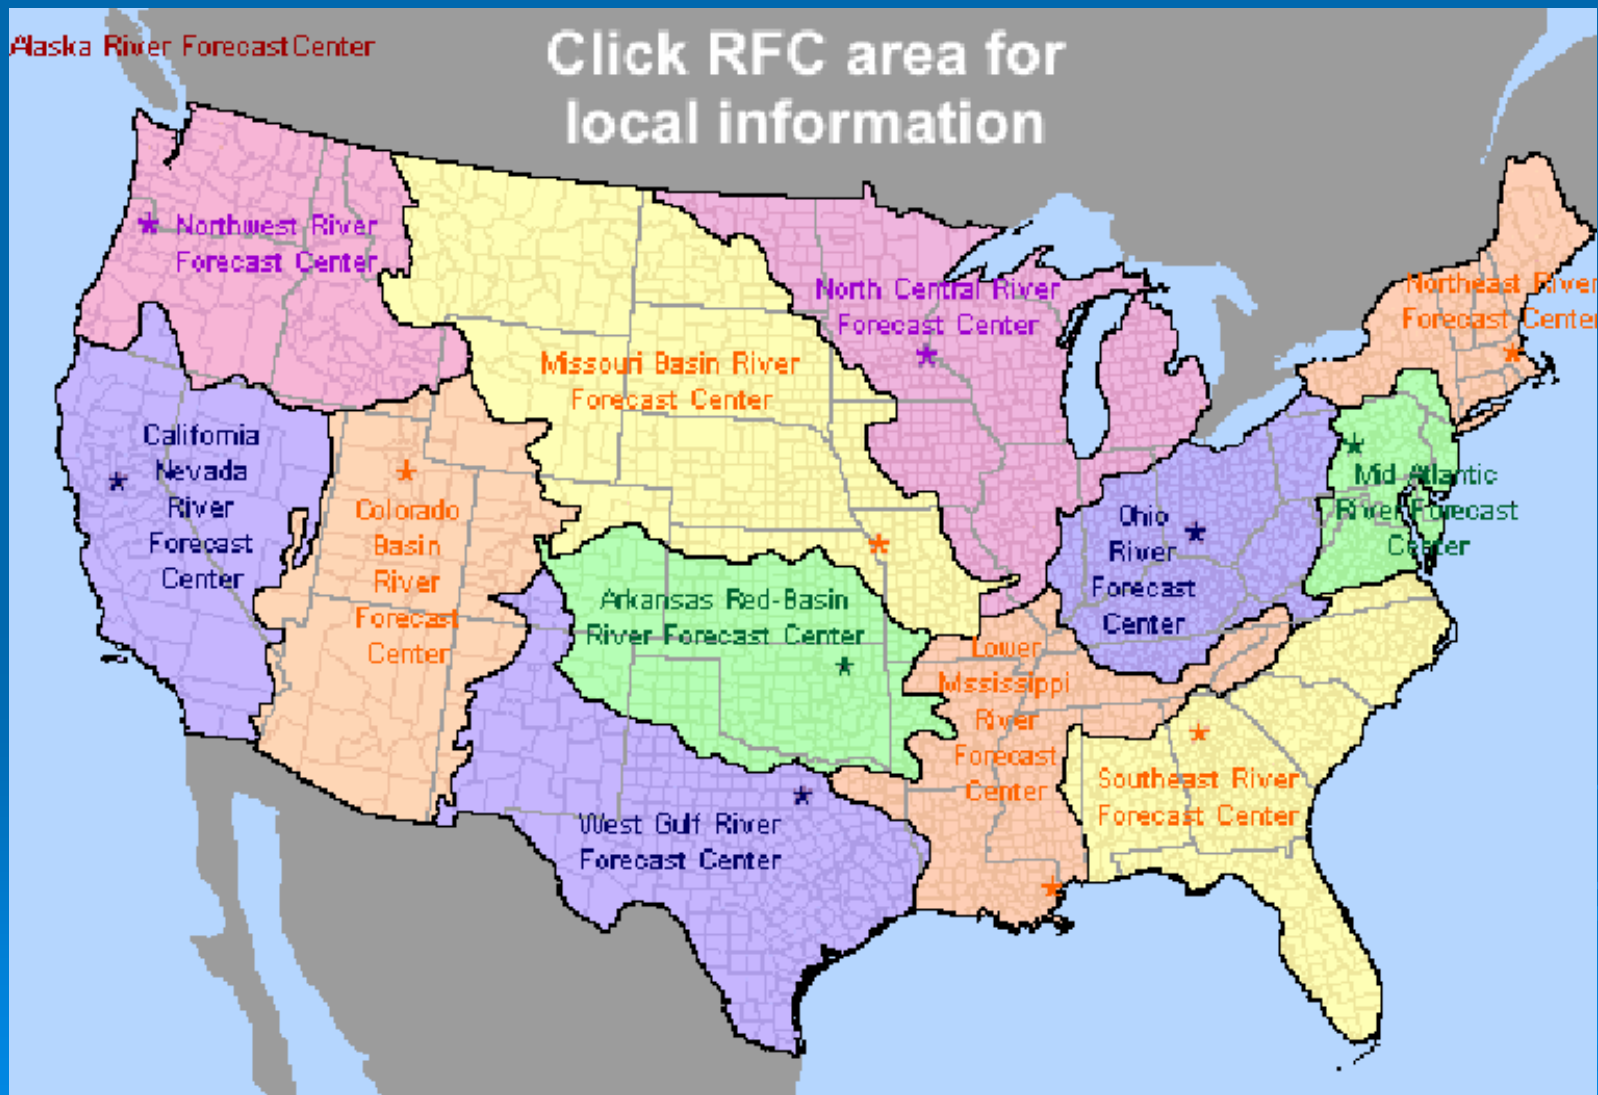 Alaska River Forecast Center
Click RFC area for
local information
Northwest River
Forecast Center
North Central River
Forecast Center
Northeast River
Forecast Center
Missouri Basin River
Forecast Center
California
Nevada
River
Forecast
Center
Colorado
Basin
River
Forecast
Center
Ohio
River
Forecast
Center
Mid-Atlantic
River Forecast
Center
Arkansas Red-Basin
River Forecast Center
Lower
Mississippi
River
Forecast
Center
Southeast River
Forecast Center
West Gulf River
Forecast Center